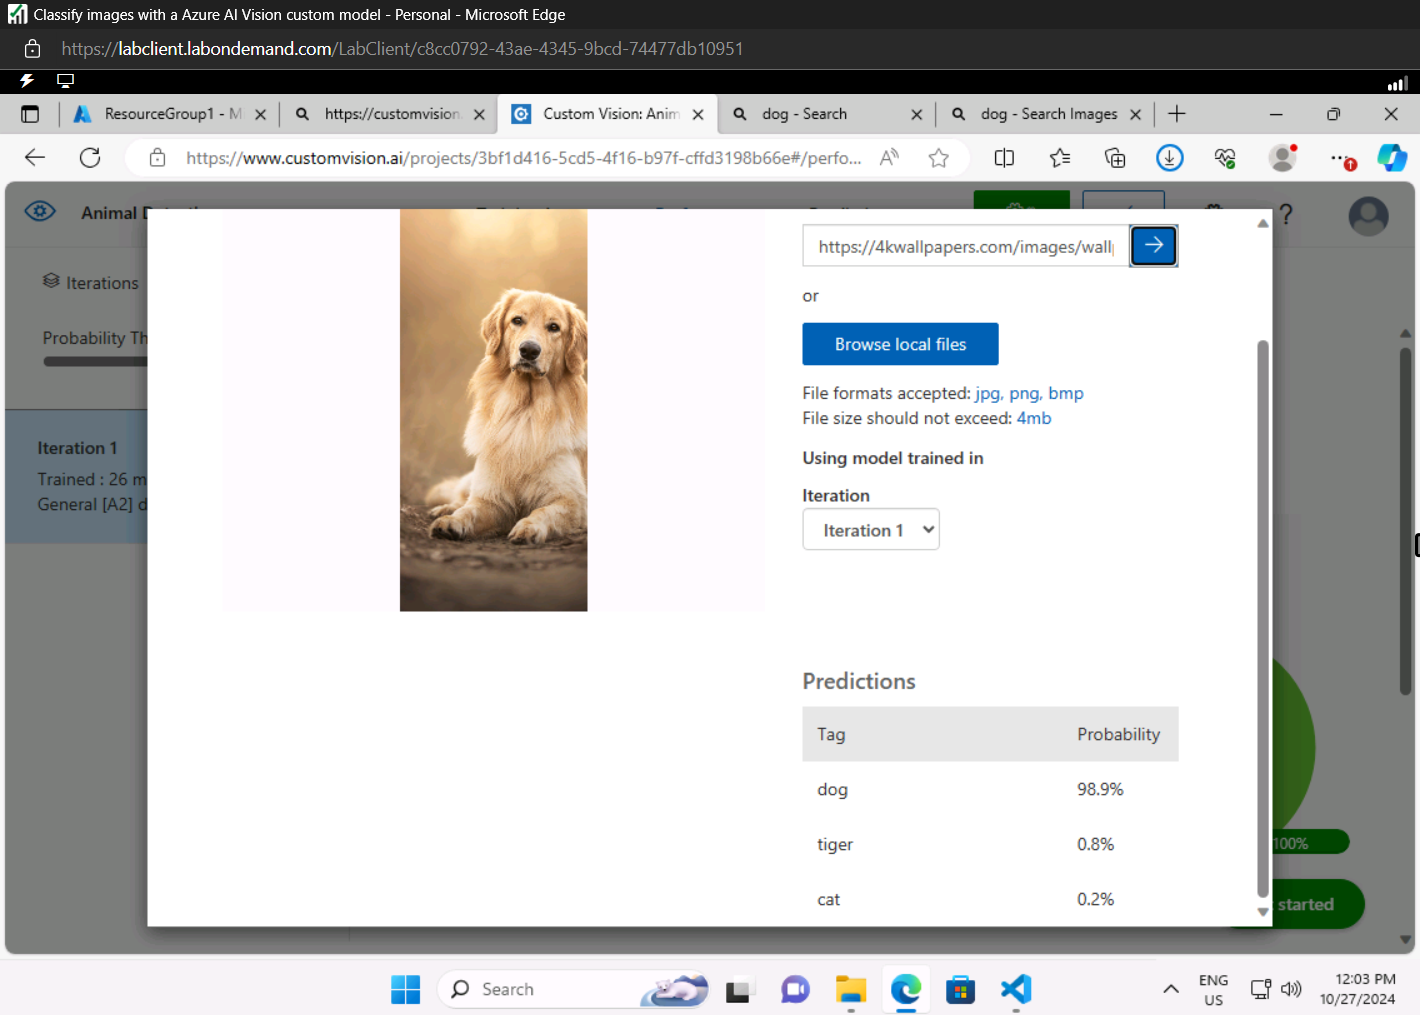 Classify images with a Azure AI Vision custom model - Personal - Microsoft Edge
https://labclient.labondemand.com/LabClient/c8cc0792-43ae-4345-9bcd-74477db10951
ResourceGroup1 - M
https://customvision.
Custom Vision: Anim
dog - Search
dog - Search Images
https://www.customvision.ai/projects/3bf1d416-5cd5-4f16-b97f-cffd3198b66e#/perfo...
Animal
?
https://4kwallpapers.com/images/wall
Iterations
or
Probability Th
Browse local files
File formats accepted: jpg, png, bmp
File size should not exceed: 4mb
Iteration 1
Using model trained in
Trained : 26 m
Iteration
General [A2] d
Iteration 1
Predictions
Tag Probability
dog 98.9%
tiger 0.8%
100%
cat 0.2%
started
Search
ENG
US
12:03 PM
10/27/2024